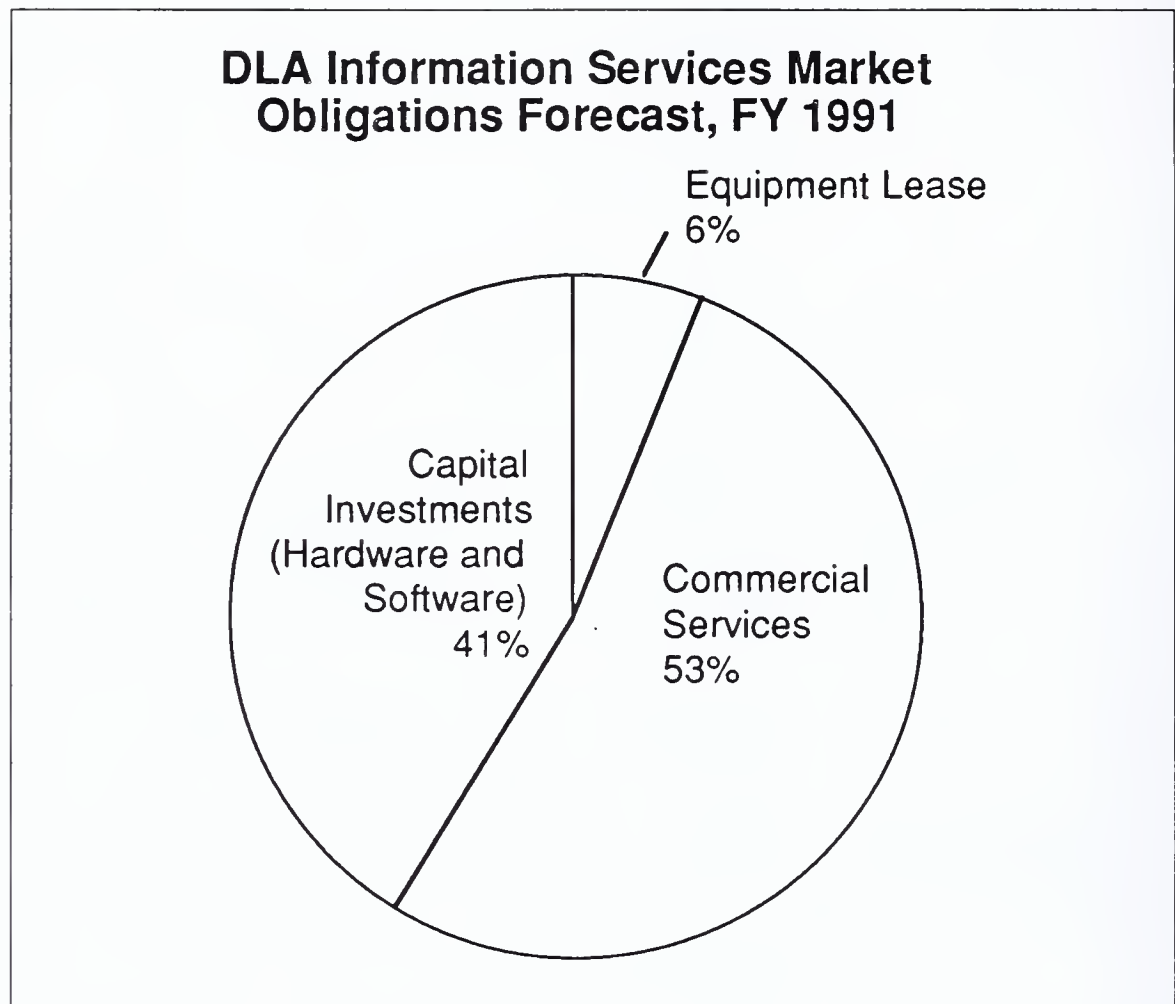 DLA Information Services Market
Obligations Forecast, FY 1991
Equipment Lease
6%
Capital
Investments
(Hardware and
Software)
41%
Commercial
Services
53%